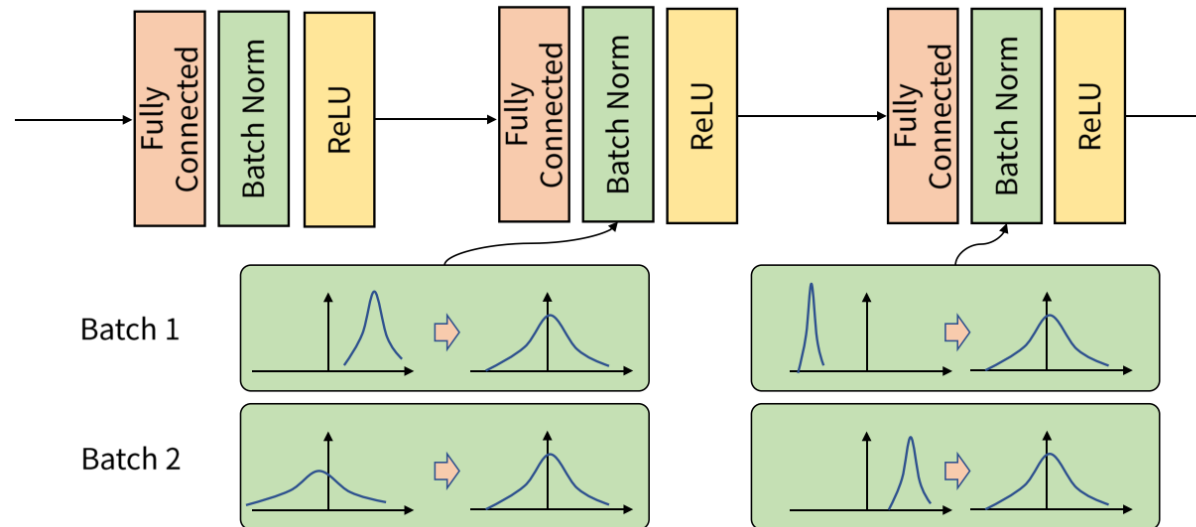 Fully
Connected
Batch Norm
ReLU
Fully
Connected
Batch Norm
ReLU
Fully
Connected
Batch Norm
ReLU
Batch 1
Batch 2